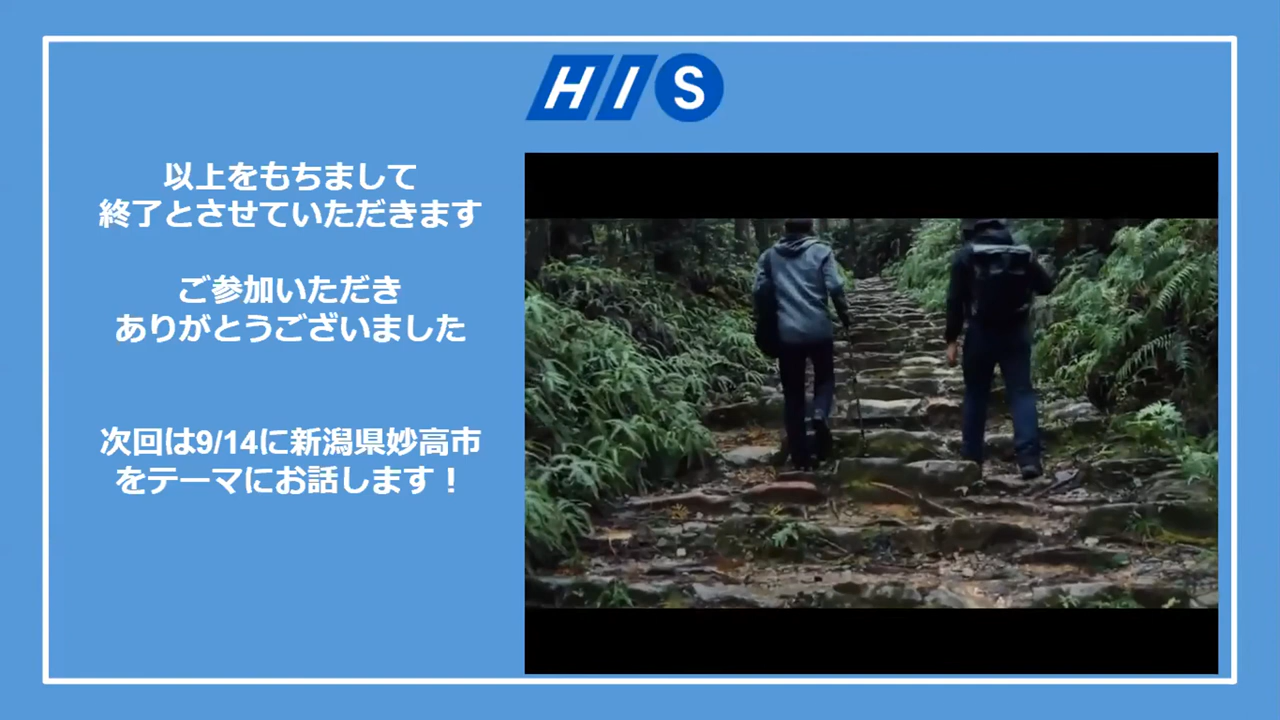 HIS
以上をもちまして
終了とさせていただきます
ご参加いただき
ありがとうございました
次回は9/14に新潟県妙高市
をテーマにお話します！